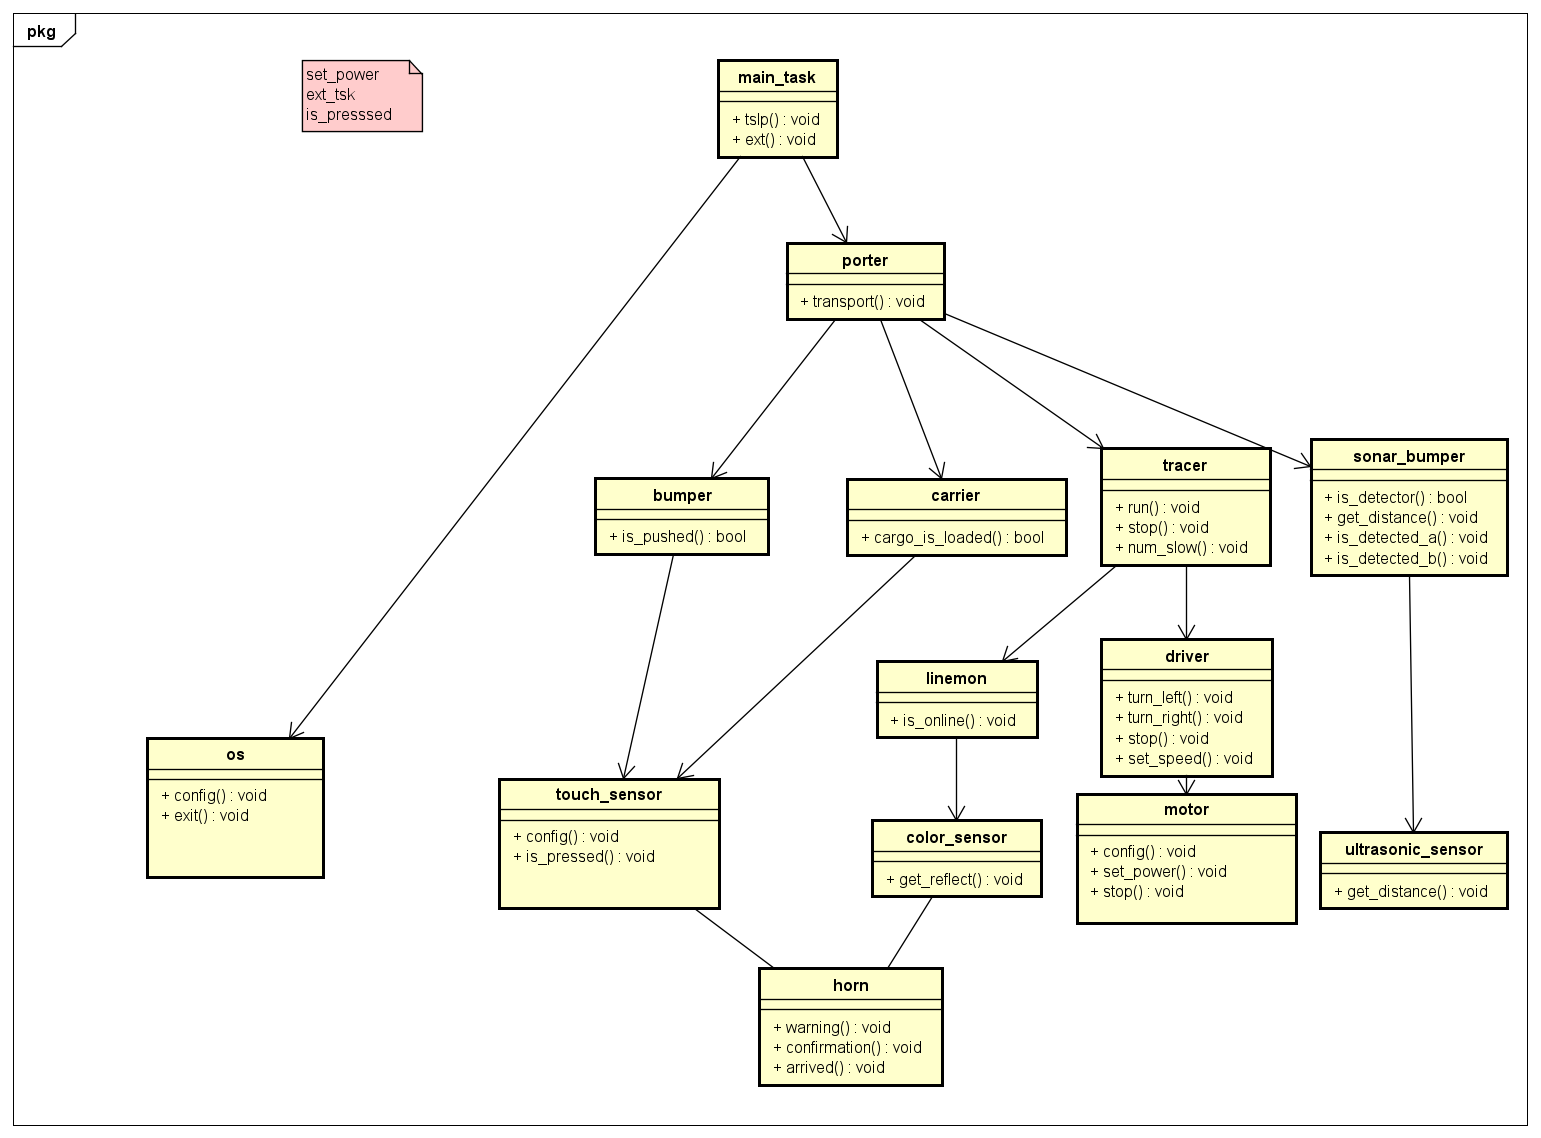 pkg
set_power
ext_tsk
is_presssed
main_task
+ tslp() : void
+ ext() : void
porter
+ transport() : void
bumper
+ is_pushed() : bool
carrier
+ cargo_is_loaded() : bool
tracer
+ run() : void
+ stop() : void
+ num_slow() : void
sonar_bumper
+ is_detector() : bool
+ get_distance() : void
+ is_detected_a() : void
+ is_detected_b() : void
linemon
+ is_online() : void
driver
+ turn_left() : void
+ turn_right() : void
+ stop() : void
+ set_speed() : void
os
+ config() : void
+ exit() : void
touch_sensor
+ config() : void
+ is_pressed() : void
color_sensor
+ get_reflect() : void
motor
+ config() : void
+ set_power() : void
+ stop() : void
ultrasonic_sensor
+ get_distance() : void
horn
+ warning() : void
+ confirmation() : void
+ arrived() : void